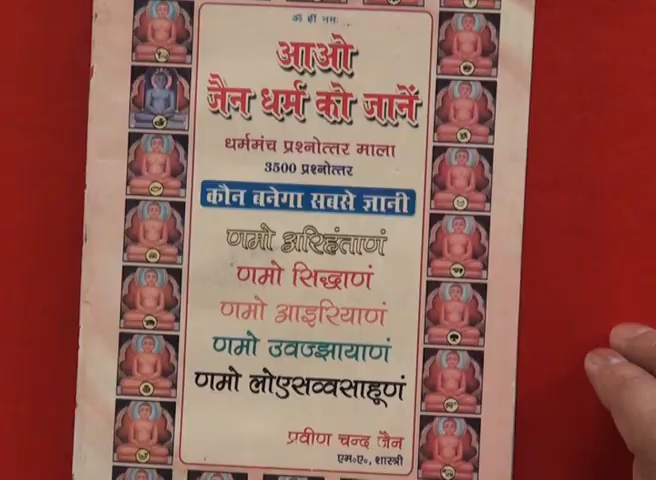 ॐ ह्रीं नमः
आओ
जैन धर्म को जानें
धर्ममंच प्रश्नोत्तर माला
3500 प्रश्नोत्तर
कौन बनेगा सबसे ज्ञानी
णमो अरिहंताणं
णमो सिद्धाणं
णमो आइरियाणं
णमो उवज्झायाणं
णमो लोएसव्वसाहूणं
प्रवीण चन्द जैन
एम०ए०, शास्त्री